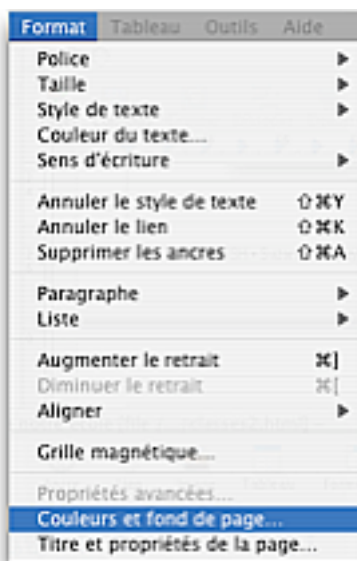 Format Tableau Outils Aide
Police
Taille
Style de texte
Couleur du texte...
Sens d'écriture
Annuler le style de texte ⇧⌘Y
Annuler le lien ⇧⌘K
Supprimer les ancres ⇧⌘A
Paragraphe
Liste
Augmenter le retrait ⌘]
Diminuer le retrait ⌘[
Aligner
Grille magnétique...
Propriétés avancées...
Couleurs et fond de page...
Titre et propriétés de la page...